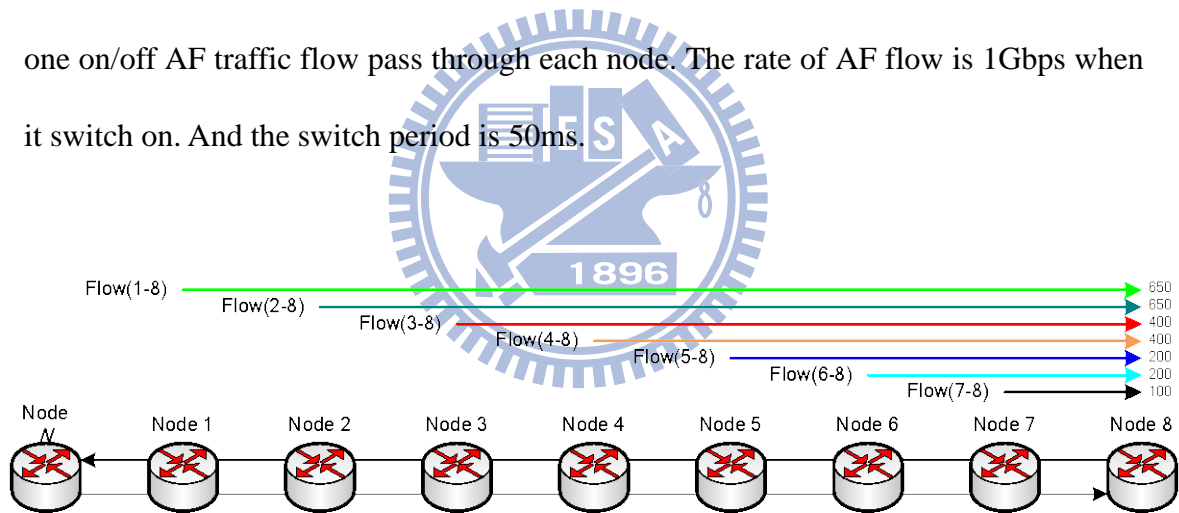 one on/off AF traffic flow pass through each node. The rate of AF flow is 1Gbps when
it switch on. And the switch period is 50ms.
E S A
8
1896
Flow(1-8) 650
Flow(2-8) 650
Flow(3-8) 400
Flow(4-8) 400
Flow(5-8) 200
Flow(6-8) 200
Flow(7-8) 100
Node N Node 1 Node 2 Node 3 Node 4 Node 5 Node 6 Node 7 Node 8